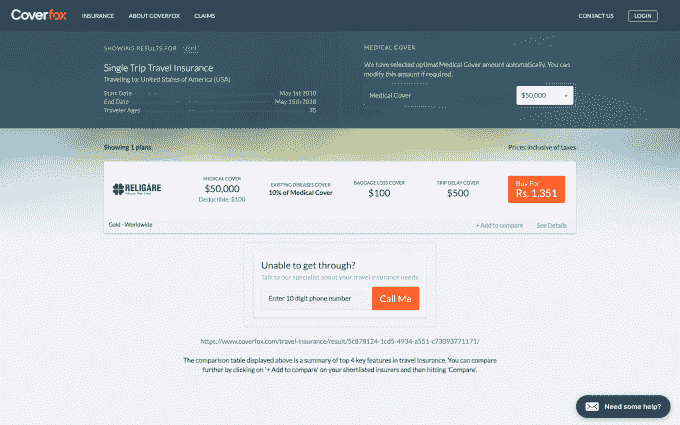 Coverfox INSURANCE ABOUT COVERFOX CLAIMS CONTACT US LOGIN
SHOWING RESULTS FOR
Single Trip Travel Insurance
Traveling to: United States of America (USA)
Start Date May 1st 2018
End Date May 15th 2018
Traveler Ages 35
MEDICAL COVER
We have selected optimal Medical Cover amount automatically. You can
modify this amount if required.
Medical Cover $50,000
Showing 1 plans
Prices inclusive of taxes
RELIGARE
MEDICAL COVER
$50,000
Deductible: $100
EXISTING DISEASES COVER
10% of Medical Cover
BAGGAGE LOSS COVER
$100
TRIP DELAY COVER
$500
Buy For
Rs. 1,351
Gold - Worldwide
+ Add to compare
See Details
Unable to get through?
Talk to our specialist about your travel insurance needs.
Enter 10 digit phone number
Call Me
https://www.coverfox.com/travel-insurance/result/5c878124-1cd5-4934-a551-c73093771171/
The comparison table displayed above is a summary of top 4 key features in travel insurance. You can compare
further by clicking on '+ Add to compare' on your shortlisted insurers and then hitting 'Compare'.
Need some help?